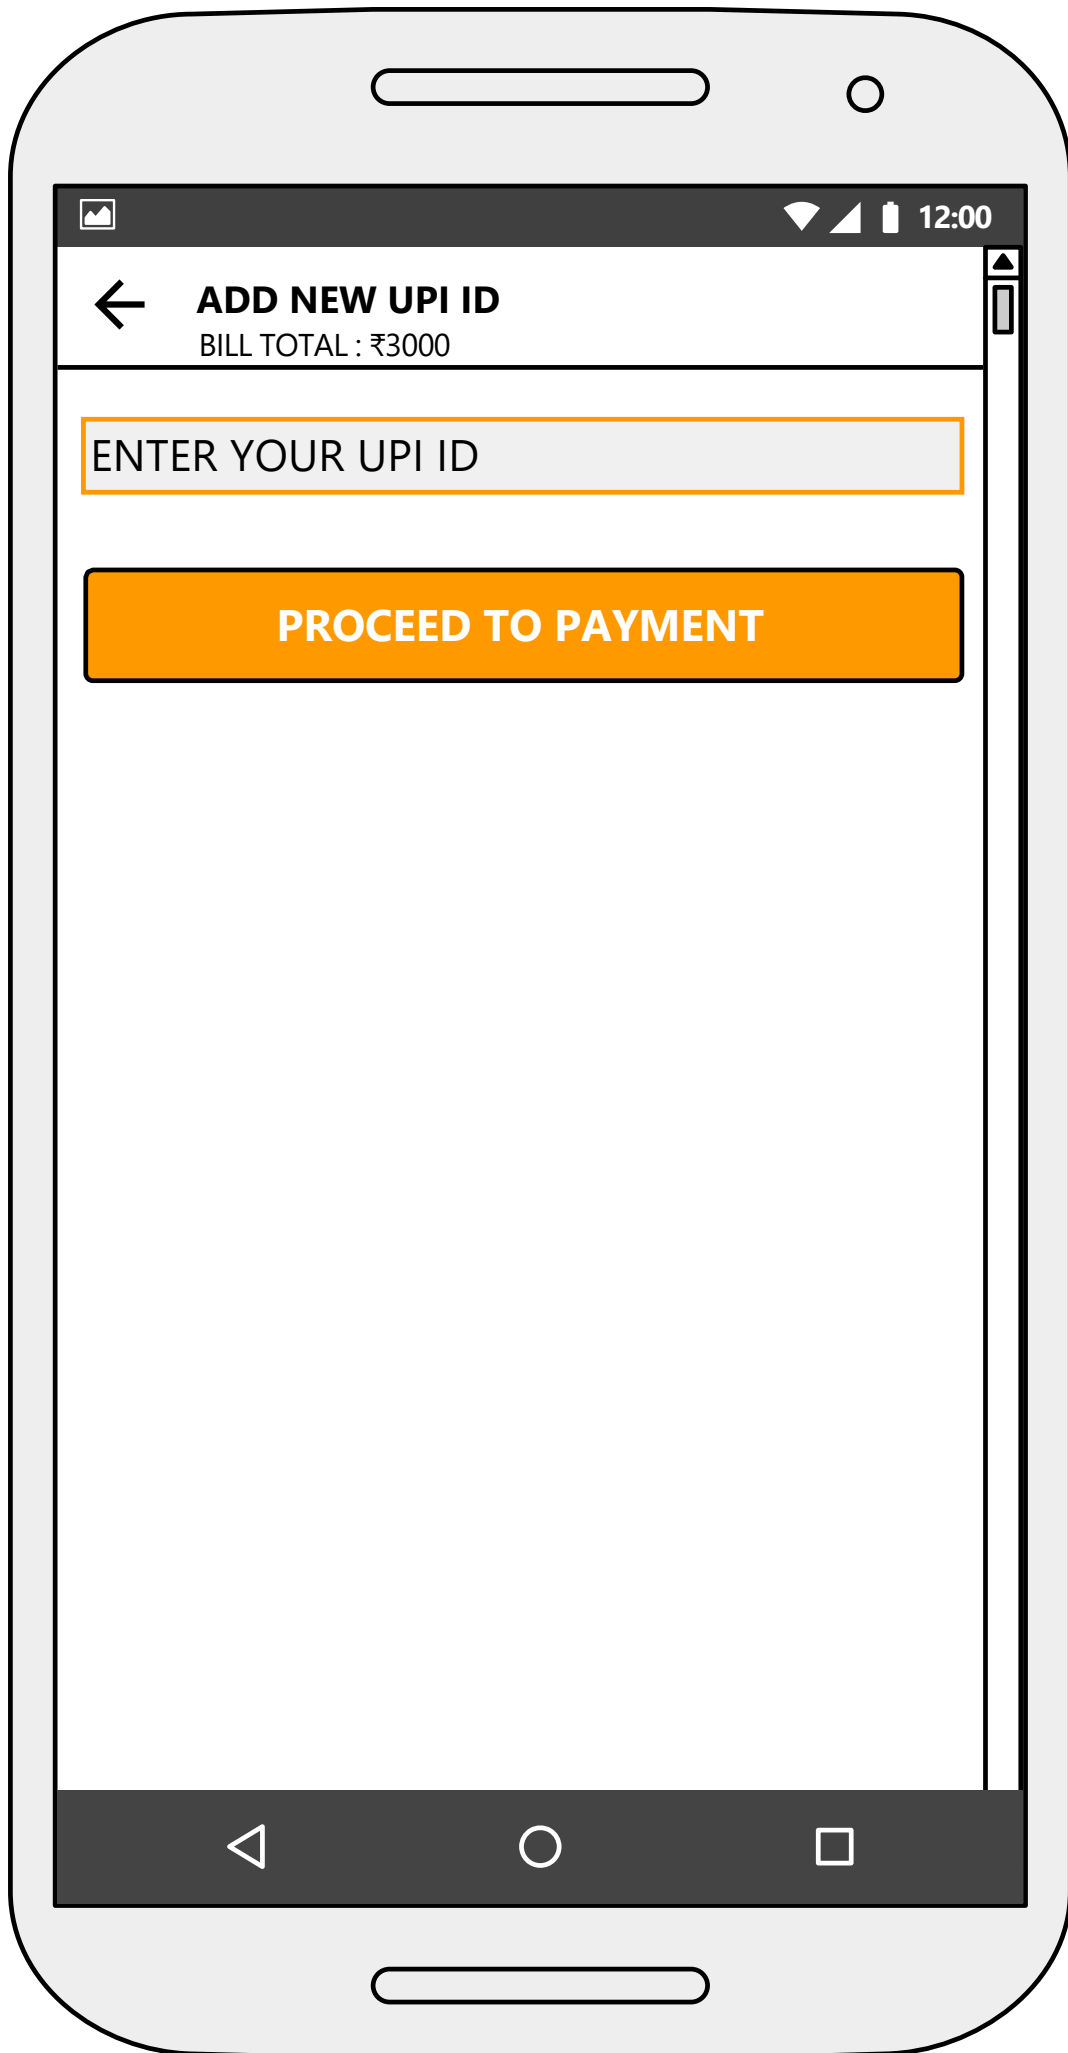 12:00
ADD NEW UPI ID
BILL TOTAL : ₹3000
ENTER YOUR UPI ID
PROCEED TO PAYMENT